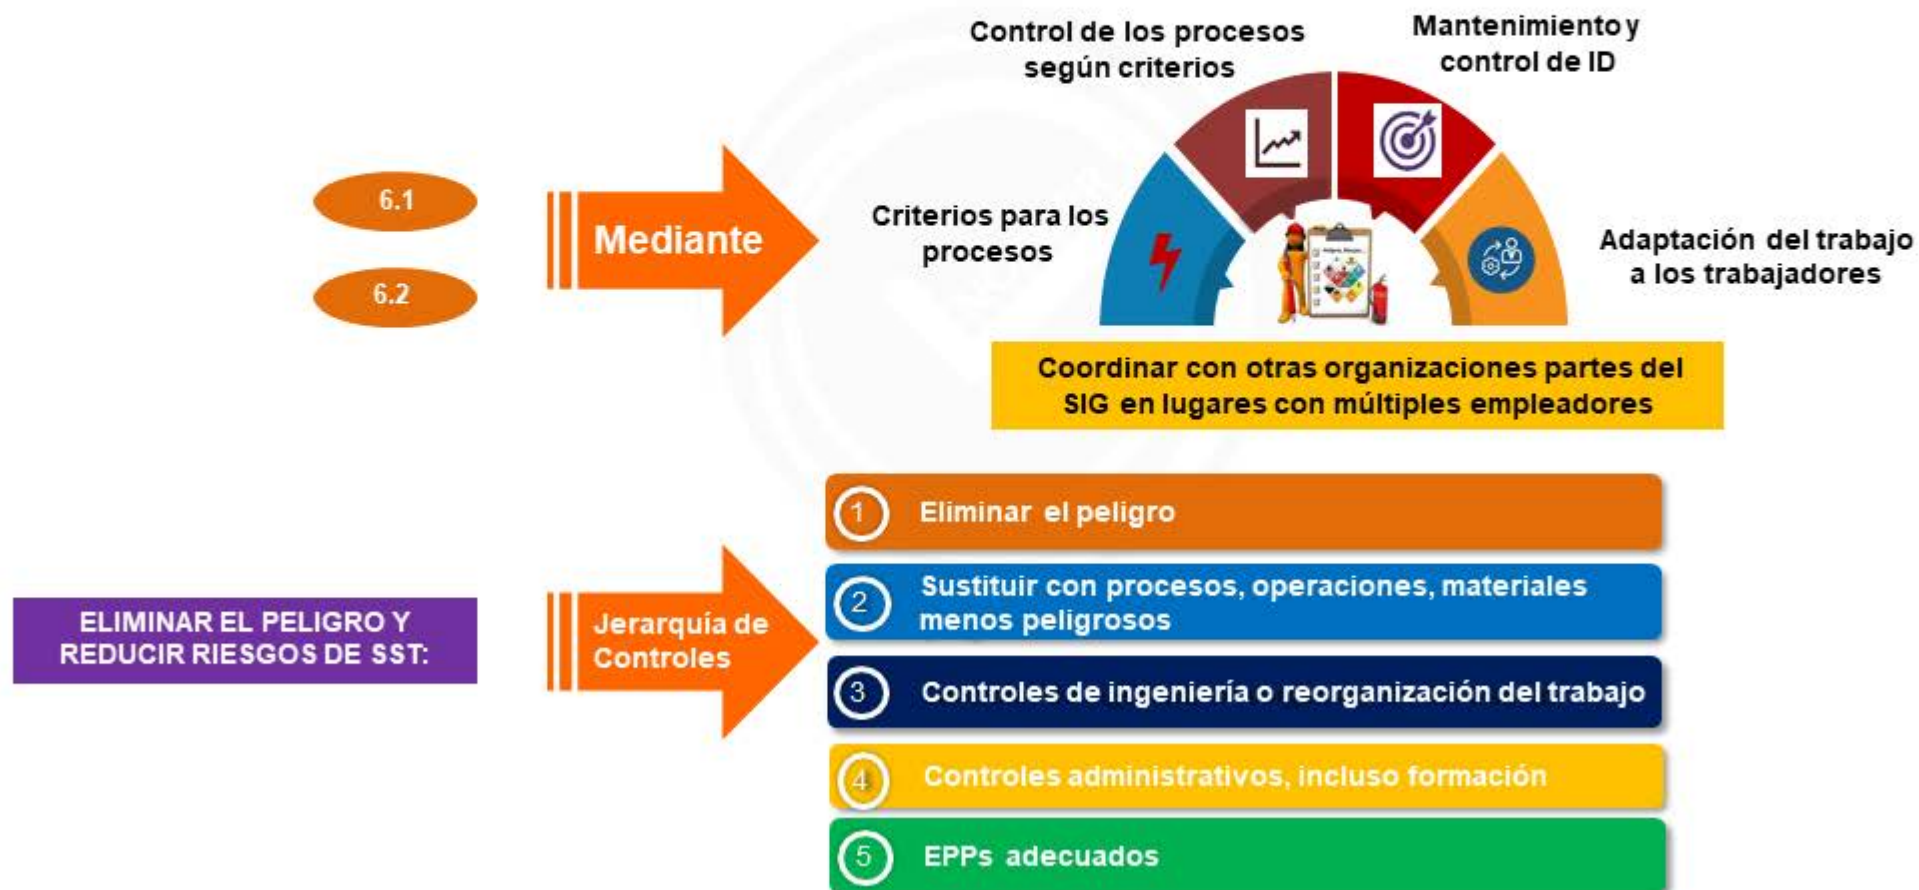 Control de los procesos
según criterios
Mantenimiento y
control de ID
6.1
6.2
Mediante
Criterios para los
procesos
Adaptación del trabajo
a los trabajadores
Coordinar con otras organizaciones partes del
SIG en lugares con múltiples empleadores
ELIMINAR EL PELIGRO Y
REDUCIR RIESGOS DE SST:
Jerarquía de
Controles
1 Eliminar el peligro
2 Sustituir con procesos, operaciones, materiales
menos peligrosos
3 Controles de ingeniería o reorganización del trabajo
4 Controles administrativos, incluso formación
5 EPPs adecuados